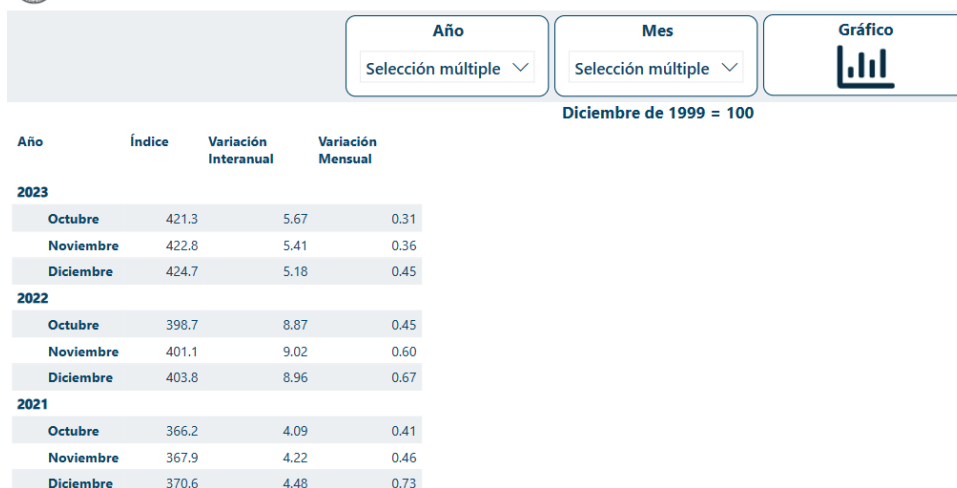 Año
Mes
Gráfico
Selección múltiple
Selección múltiple
Diciembre de 1999 = 100
Año Índice Variación Interanual Variación Mensual
2023
Octubre 421.3 5.67 0.31
Noviembre 422.8 5.41 0.36
Diciembre 424.7 5.18 0.45
2022
Octubre 398.7 8.87 0.45
Noviembre 401.1 9.02 0.60
Diciembre 403.8 8.96 0.67
2021
Octubre 366.2 4.09 0.41
Noviembre 367.9 4.22 0.46
Diciembre 370.6 4.48 0.73